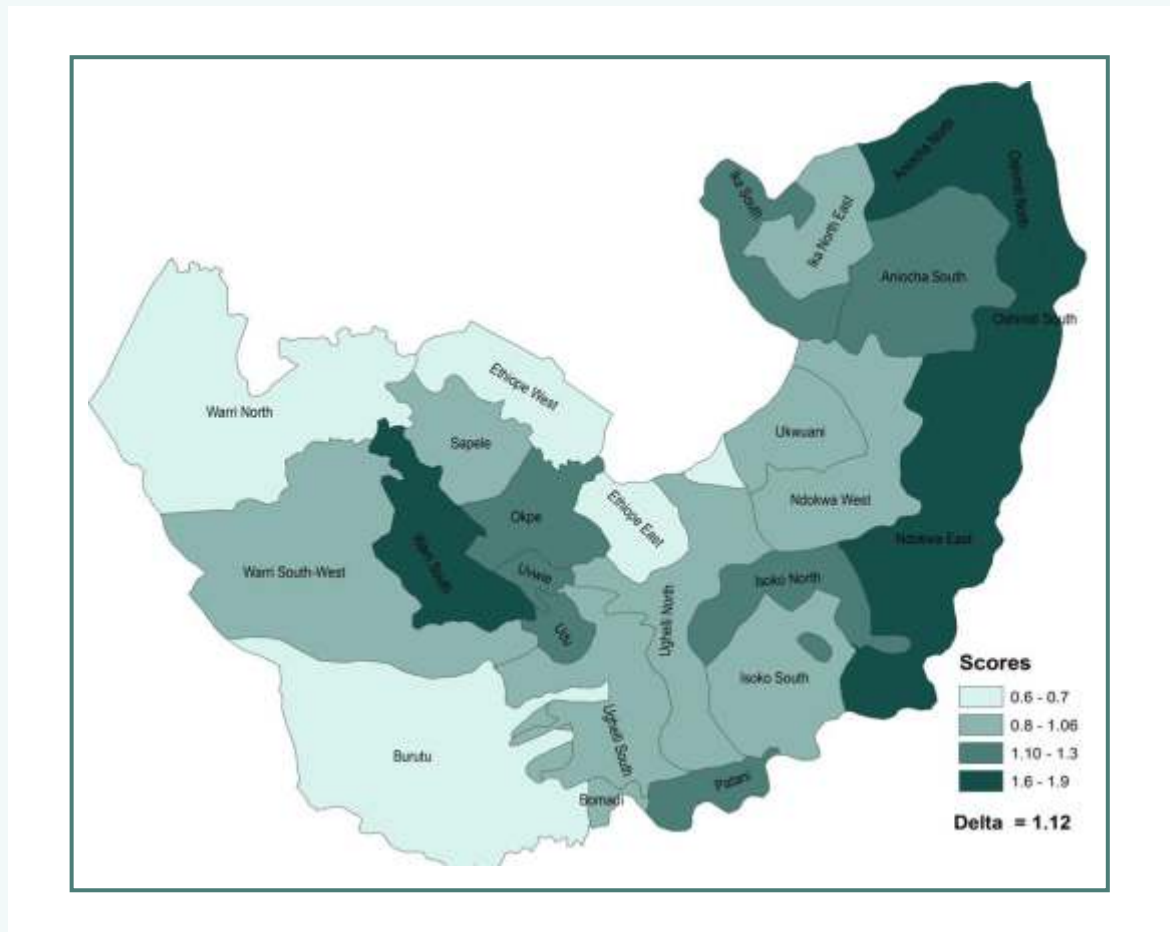 Aniocha North
Oshimili North
Ika South
Ika North East
Aniocha South
Oshimili South
Ethiope West
Warri North
Sapele
Ukwuani
Ndokwa West
Ethiope East
Okpe
Ndokwa East
Warri South
Warri South-West
Uvwie
Isoko North
Ughelli North
Udu
Isoko South
Ughelli South
Burutu
Patani
Bomadi
Scores
0.6 - 0.7
0.8 - 1.06
1.10 - 1.3
1.6 - 1.9
Delta = 1.12